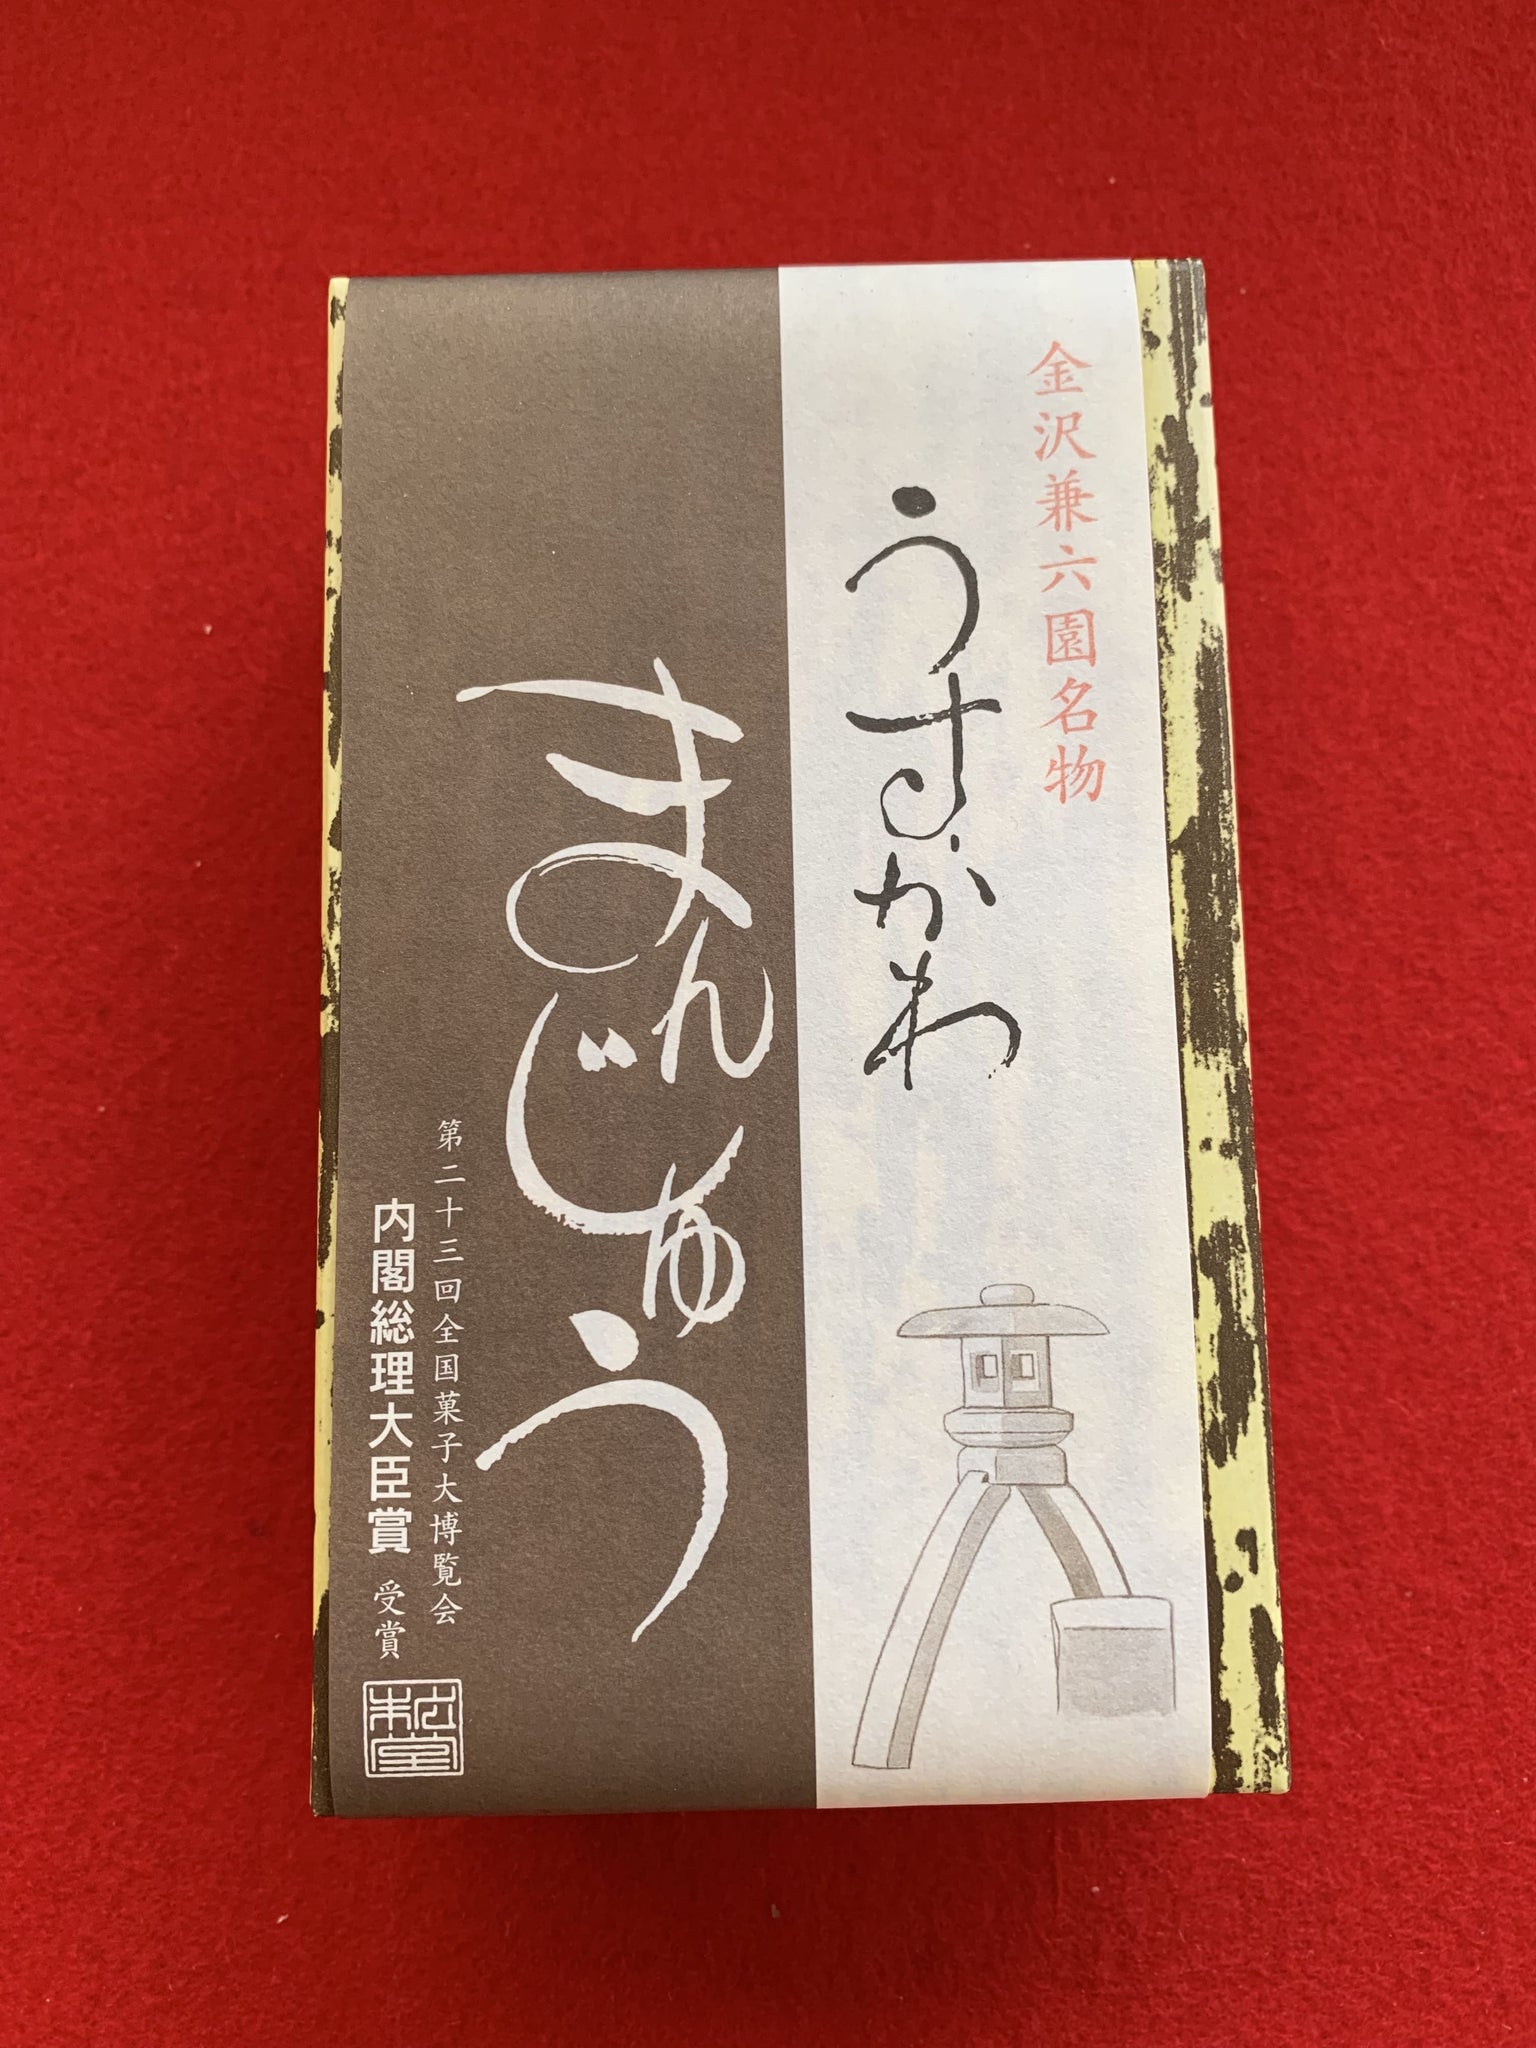 金沢兼六園名物
うすかわ
まんじゅう
第二十三回全国菓子大博覧会
内閣総理大臣賞 受賞
松堂